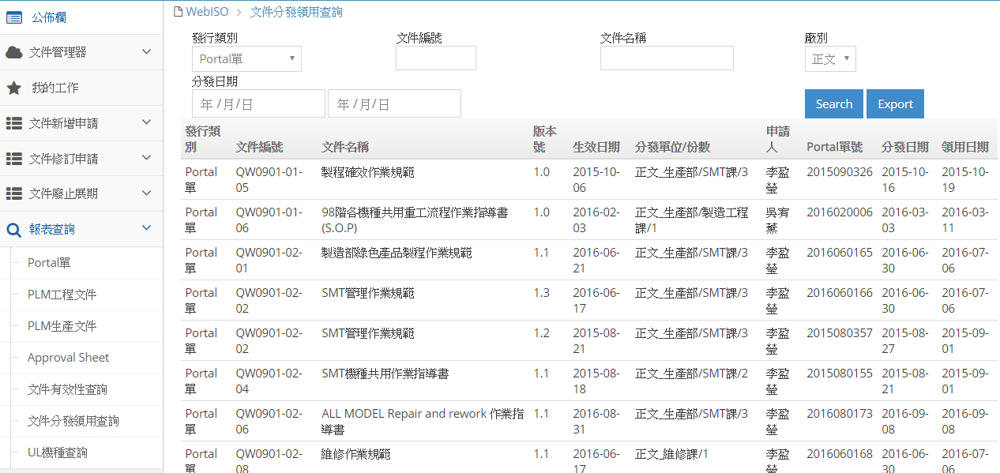 公佈欄
文件管理器
我的工作
文件新增申請
文件修訂申請
文件廢止展期
報表查詢
Portal單
PLM工程文件
PLM生產文件
Approval Sheet
文件有效性查詢
文件分發領用查詢
UL機種查詢
WebISO > 文件分發領用查詢
發行類別 文件編號 文件名稱 廠別
Portal單 正文
分發日期
年 /月/日 年 /月/日 Search Export
發行類別 文件編號 文件名稱 版本號 生效日期 分發單位/份數 申請人 Portal單號 分發日期 領用日期
Portal單 QW0901-01-05 製程確效作業規範 1.0 2015-10-06 正文_生產部/SMT課/3 李盈瑩 2015090326 2015-10-16 2015-10-19
Portal單 QW0901-01-06 98階各機種共用重工流程作業指導書(S.O.P) 1.0 2016-02-03 正文_生產部/製造工程課/1 吳宥蓁 2016020006 2016-03-03 2016-03-11
Portal單 QW0901-02-01 製造部綠色產品製程作業規範 1.1 2016-06-21 正文_生產部/SMT課/3 李盈瑩 2016060165 2016-06-30 2016-07-06
Portal單 QW0901-02-02 SMT管理作業規範 1.3 2016-06-17 正文_生產部/SMT課/3 李盈瑩 2016060166 2016-06-30 2016-07-06
Portal單 QW0901-02-02 SMT管理作業規範 1.2 2015-08-21 正文_生產部/SMT課/3 李盈瑩 2015080357 2015-08-27 2015-09-01
Portal單 QW0901-02-04 SMT機種共用作業指導書 1.1 2015-08-18 正文_生產部/SMT課/2 李盈瑩 2015080155 2015-08-21 2015-09-01
Portal單 QW0901-02-06 ALL MODEL Repair and rework 作業指導書 1.1 2016-08-31 正文_生產部/SMT課/3 李盈瑩 2016080173 2016-09-08 2016-09-08
Portal單 QW0901-02-08 維修作業規範 1.1 2016-06-17 正文_維修課/1 李盈瑩 2016060168 2016-06-30 2016-07-06